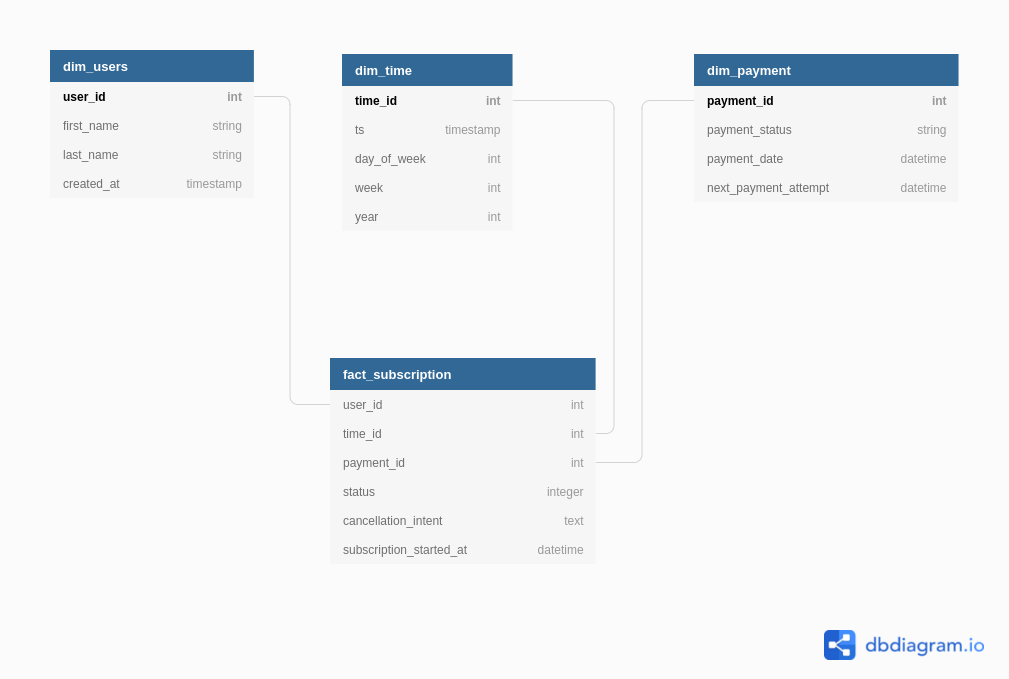 dim_users
user_id int
first_name string
last_name string
created_at timestamp
dim_time
time_id int
ts timestamp
day_of_week int
week int
year int
dim_payment
payment_id int
payment_status string
payment_date datetime
next_payment_attempt datetime
fact_subscription
user_id int
time_id int
payment_id int
status integer
cancellation_intent text
subscription_started_at datetime
dbdiagram.io